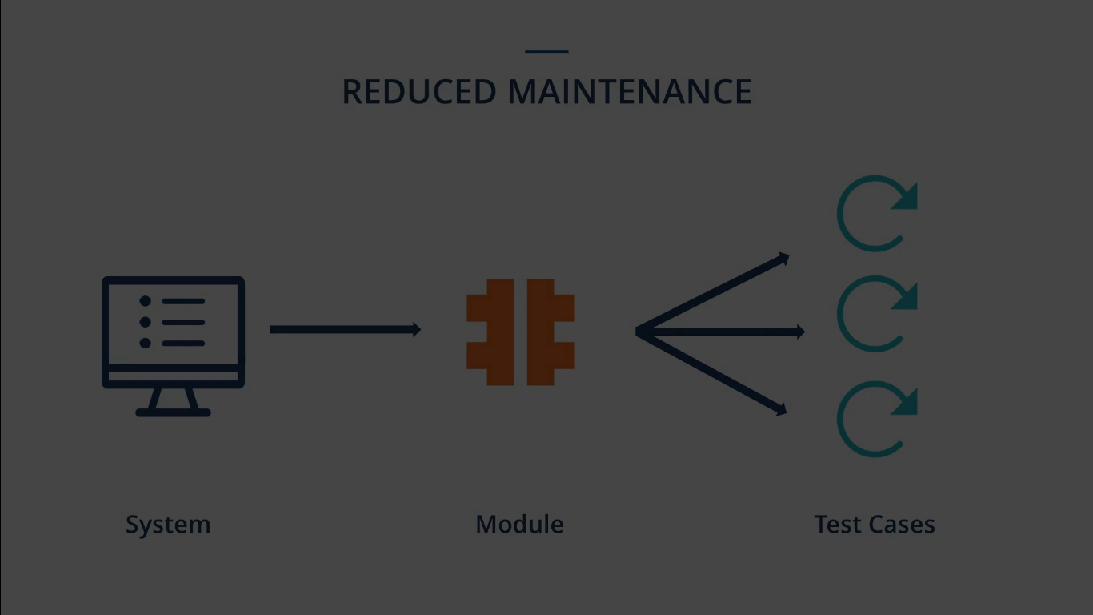 REDUCED MAINTENANCE
System
Module
Test Cases